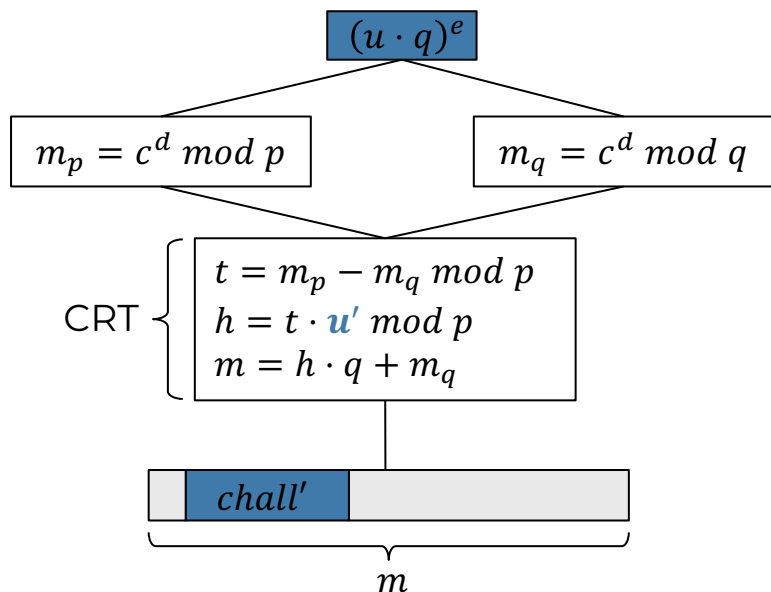 (u · q)^e
m_p = c^d mod p
m_q = c^d mod q
CRT
t = m_p − m_q mod p
h = t · u′ mod p
m = h · q + m_q
chall′
m